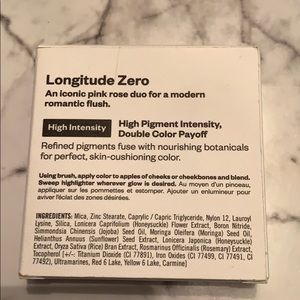 Longitude Zero
An iconic pink rose duo for a modern
romantic flush.
High Intensity
High Pigment Intensity,
Double Color Payoff
Refined pigments fuse with nourishing botanicals
for perfect, skin-cushioning color.
Using brush, apply color to apples of cheeks or cheekbones and blend.
Sweep highlighter wherever glow is desired. Au moyen d'un pinceau,
appliquer sur les pommettes et estomper. Ajouter un enlumineur pour
aviver l'éclat des zones désirées.
INGREDIENTS: Mica, Zinc Stearate, Caprylic / Capric Triglyceride, Nylon 12, Lauroyl
Lysine, Silica, Lonicera Caprifolium (Honeysuckle) Flower Extract, Boron Nitride,
Simmondsia Chinensis (Jojoba) Seed Oil, Moringa Oleifera (Moringa) Seed Oil,
Helianthus Annuus (Sunflower) Seed Extract, Lonicera Japonica (Honeysuckle)
Extract, Oryza Sativa (Rice) Bran Extract, Rosmarinus Officinalis (Rosemary) Extract,
Tocopherol [+/-: Titanium Dioxide (CI 77891), Iron Oxides (CI 77499, CI 77491, CI
77492), Ultramarines, Red 6 Lake, Yellow 6 Lake, Carmine]